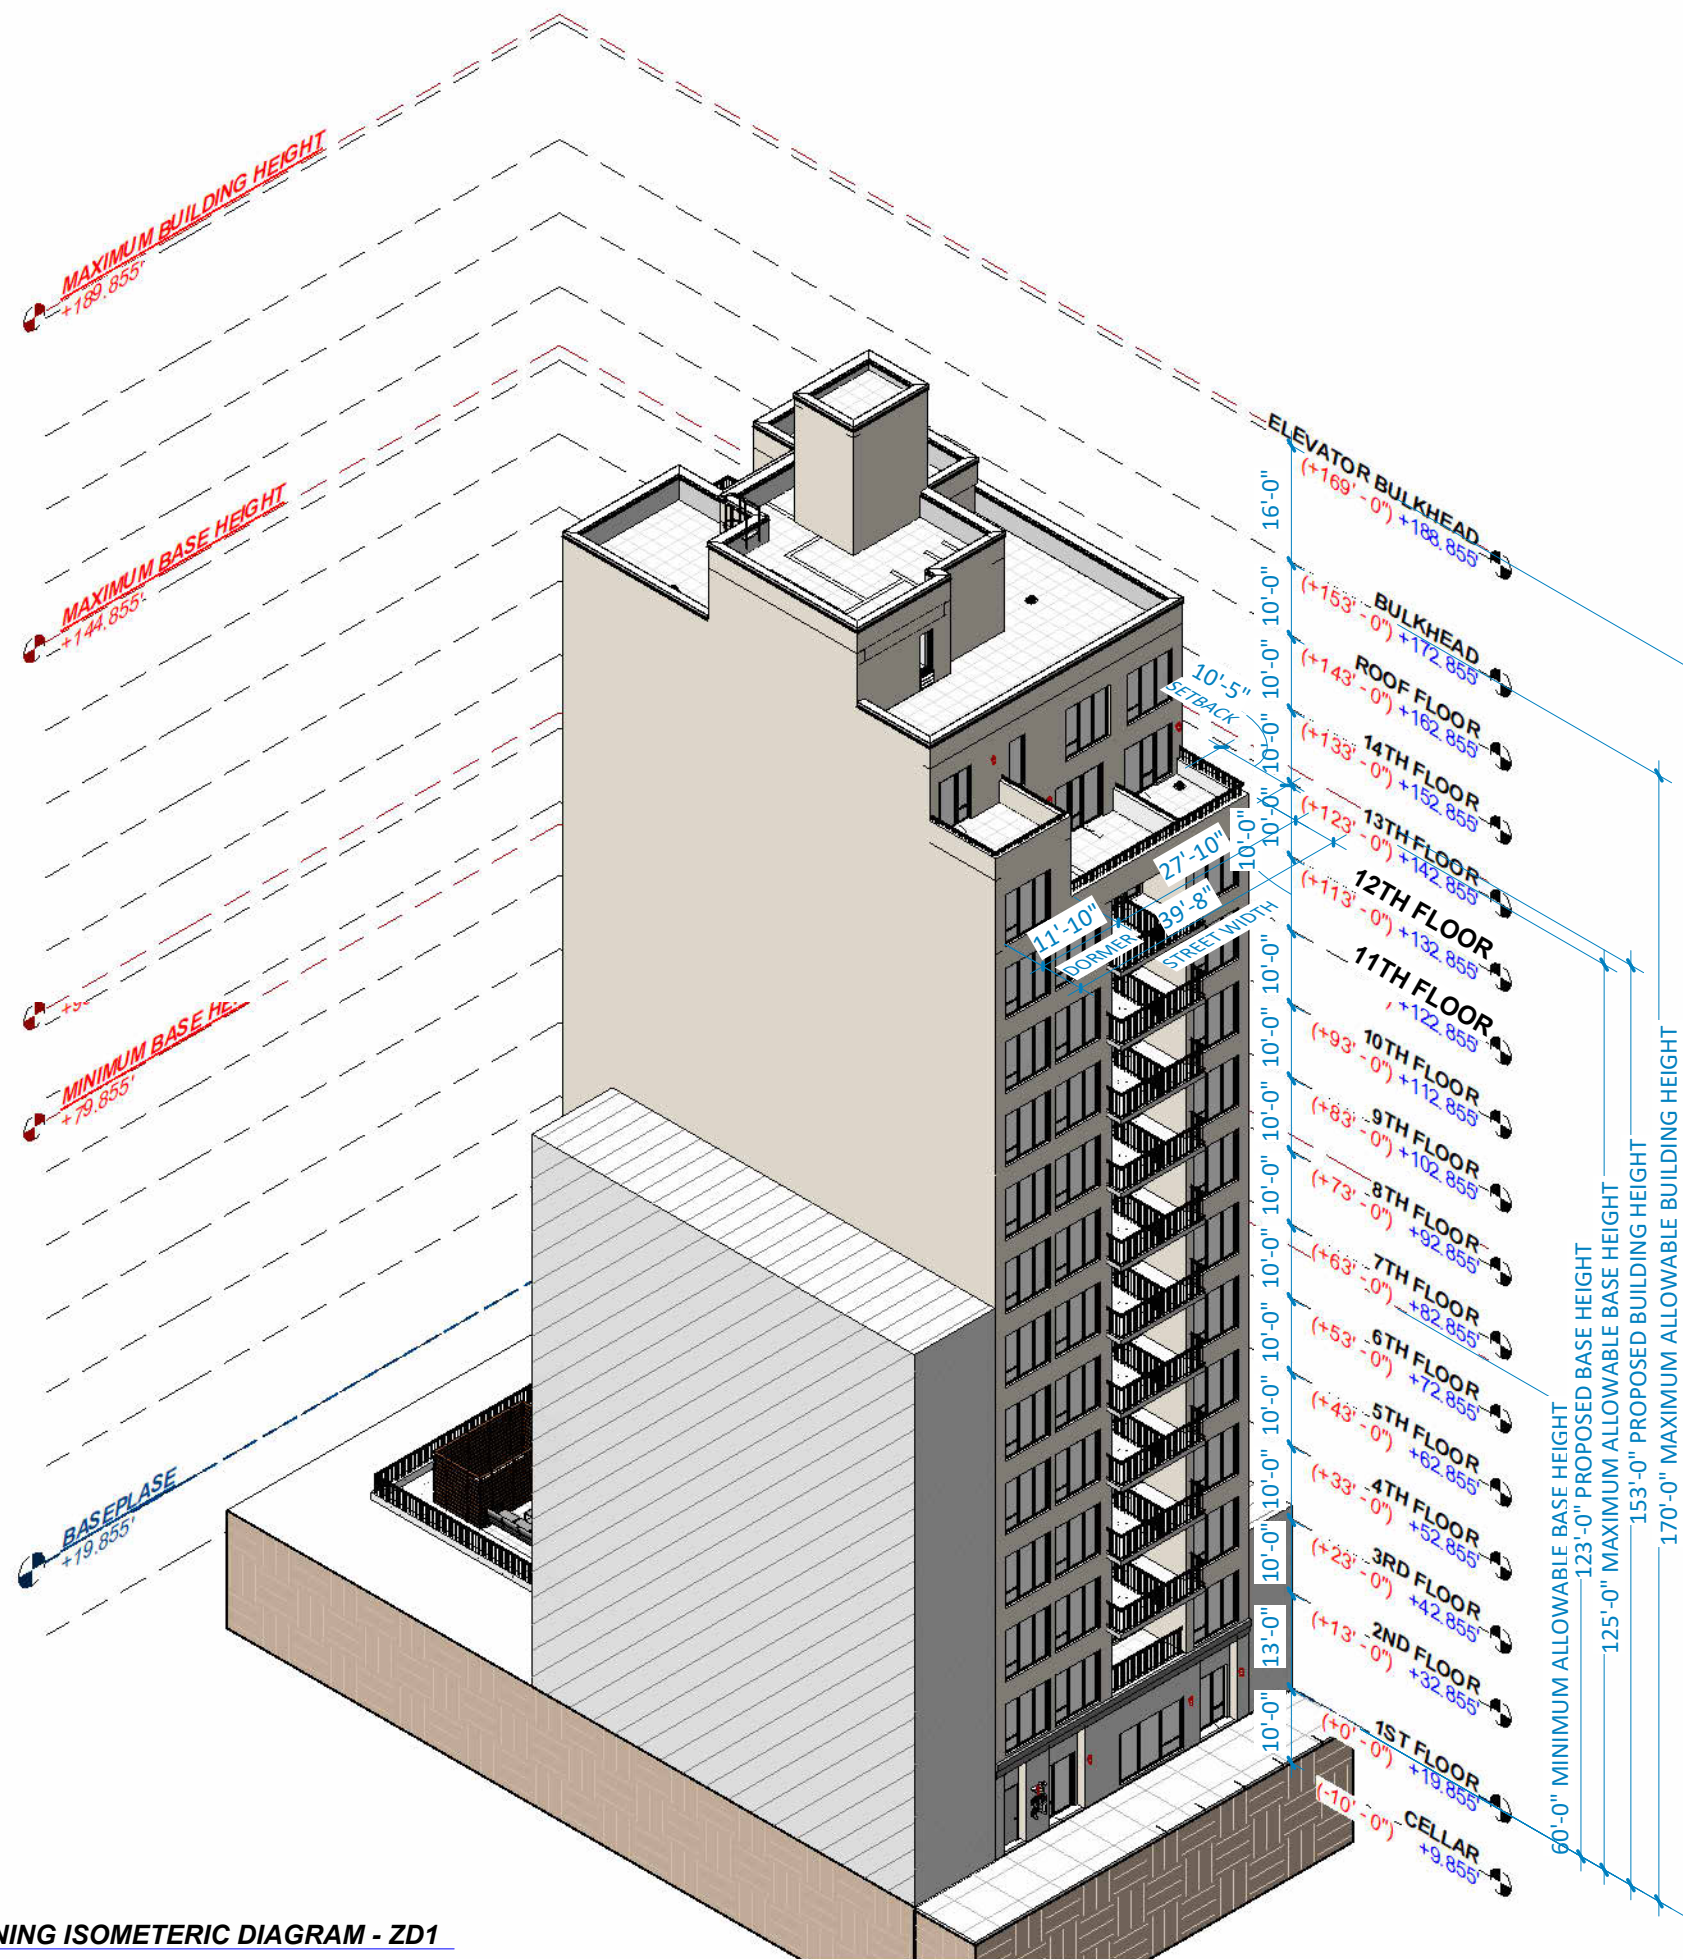 MAXIMUM BUILDING HEIGHT
+189.855'
MAXIMUM BASE HEIGHT
+144.855'
MINIMUM BASE
+79.855'
BASEPLASE
+19.855'
ELEVATOR BULKHEAD
(+169' - 0") +188.855'
BULKHEAD
(+153' - 0") +172.855'
ROOF FLOOR
(+143' - 0") +162.855'
14TH FLOOR
(+133' - 0") +152.855'
13TH FLOOR
(+123' - 0") +142.855'
12TH FLOOR
(+113' - 0") +132.855'
11TH FLOOR
+122.855'
10TH FLOOR
(+93' - 0") +112.855'
9TH FLOOR
(+83' - 0") +102.855'
8TH FLOOR
(+73' - 0") +92.855'
7TH FLOOR
(+63' - 0") +82.855'
6TH FLOOR
(+53' - 0") +72.855'
5TH FLOOR
(+43' - 0") +62.855'
4TH FLOOR
(+33' - 0") +52.855'
3RD FLOOR
(+23' - 0") +42.855'
2ND FLOOR
(+13' - 0") +32.855'
1ST FLOOR
(+0' - 0") +19.855'
CELLAR
(-10' - 0") +9.855'
16'-0"
10'-0"
10'-0"
10'-0"
10'-0"
10'-0"
10'-0"
10'-0"
10'-0"
10'-0"
10'-0"
10'-0"
10'-0"
10'-0"
10'-0"
13'-0"
10'-0"
10'-5"
SETBACK
27'-10"
11'-10"
DORMER
39'-8"
STREET WIDTH
60'-0" MINIMUM ALLOWABLE BASE HEIGHT
123'-0" PROPOSED BASE HEIGHT
125'-0" MAXIMUM ALLOWABLE BASE HEIGHT
153'-0" PROPOSED BUILDING HEIGHT
170'-0" MAXIMUM ALLOWABLE BUILDING HEIGHT
ISOMETERIC DIAGRAM - ZD1